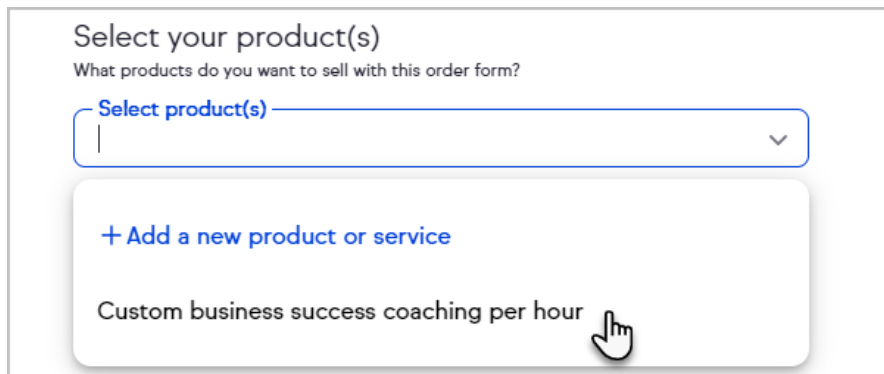 Select your product(s)
What products do you want to sell with this order form?
Select product(s)
+ Add a new product or service
Custom business success coaching per hour